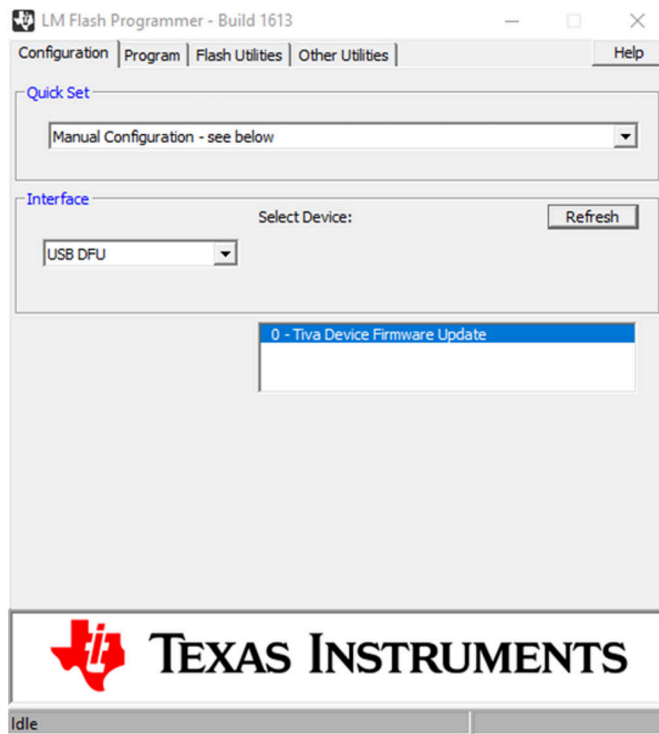 LM Flash Programmer - Build 1613
Configuration Program Flash Utilities Other Utilities Help
Quick Set
Manual Configuration - see below
Interface
Select Device: Refresh
USB DFU
0 - Tiva Device Firmware Update
ti TEXAS INSTRUMENTS
Idle